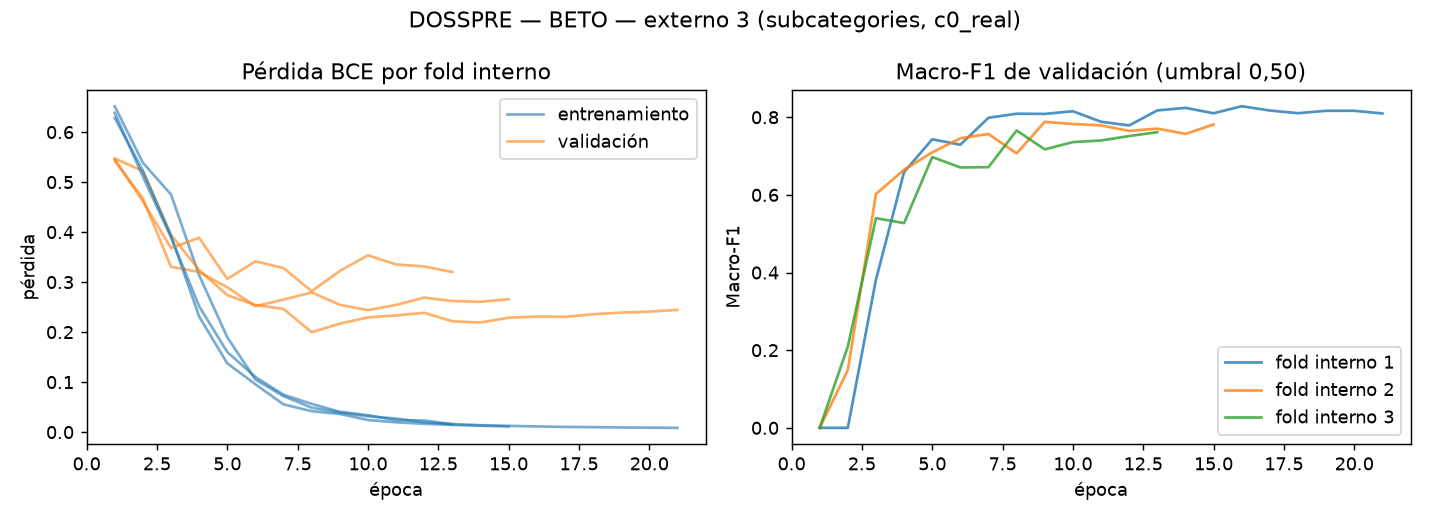 DOSSPRE — BETO — externo 3 (subcategories, c0_real)
Pérdida BCE por fold interno
entrenamiento
validación
pérdida
0.6
0.5
0.4
0.3
0.2
0.1
0.0
0.0 2.5 5.0 7.5 10.0 12.5 15.0 17.5 20.0
época
Macro-F1 de validación (umbral 0,50)
Macro-F1
0.8
0.6
0.4
0.2
0.0
fold interno 1
fold interno 2
fold interno 3
0.0 2.5 5.0 7.5 10.0 12.5 15.0 17.5 20.0
época